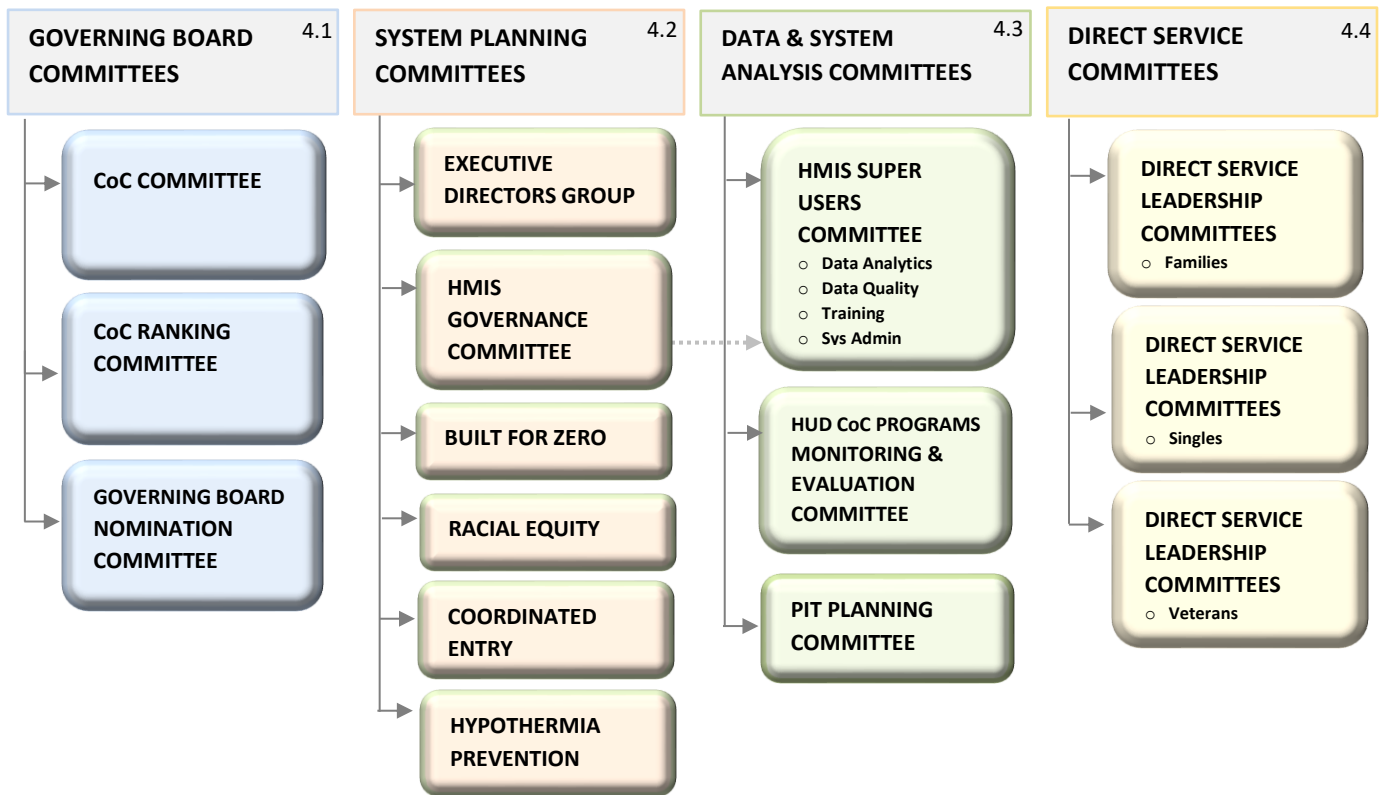 GOVERNING BOARD
COMMITTEES
4.1
CoC COMMITTEE
CoC RANKING
COMMITTEE
GOVERNING BOARD
NOMINATION
COMMITTEE
SYSTEM PLANNING
COMMITTEES
4.2
EXECUTIVE
DIRECTORS GROUP
HMIS
GOVERNANCE
COMMITTEE
BUILT FOR ZERO
RACIAL EQUITY
COORDINATED
ENTRY
HYPOTHERMIA
PREVENTION
DATA & SYSTEM
ANALYSIS COMMITTEES
4.3
HMIS SUPER
USERS
COMMITTEE
o Data Analytics
o Data Quality
o Training
o Sys Admin
HUD CoC PROGRAMS
MONITORING &
EVALUATION
COMMITTEE
PIT PLANNING
COMMITTEE
DIRECT SERVICE
COMMITTEES
4.4
DIRECT SERVICE
LEADERSHIP
COMMITTEES
o Families
DIRECT SERVICE
LEADERSHIP
COMMITTEES
o Singles
DIRECT SERVICE
LEADERSHIP
COMMITTEES
o Veterans